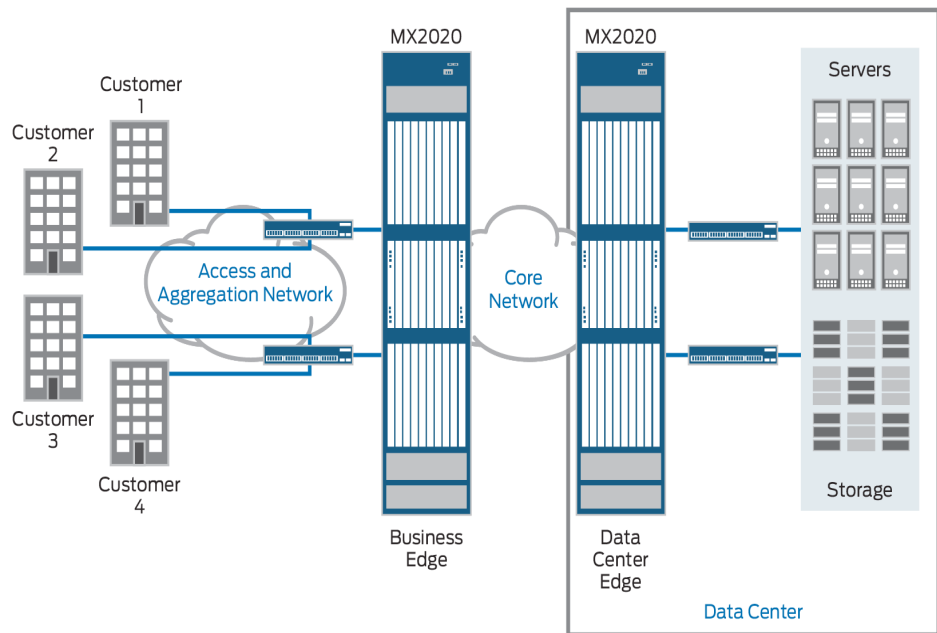 MX2020
MX2020
Servers
Customer
1
Customer
2
Access and
Aggregation Network
Core
Network
Customer
3
Customer
4
Storage
Business
Edge
Data
Center
Edge
Data Center